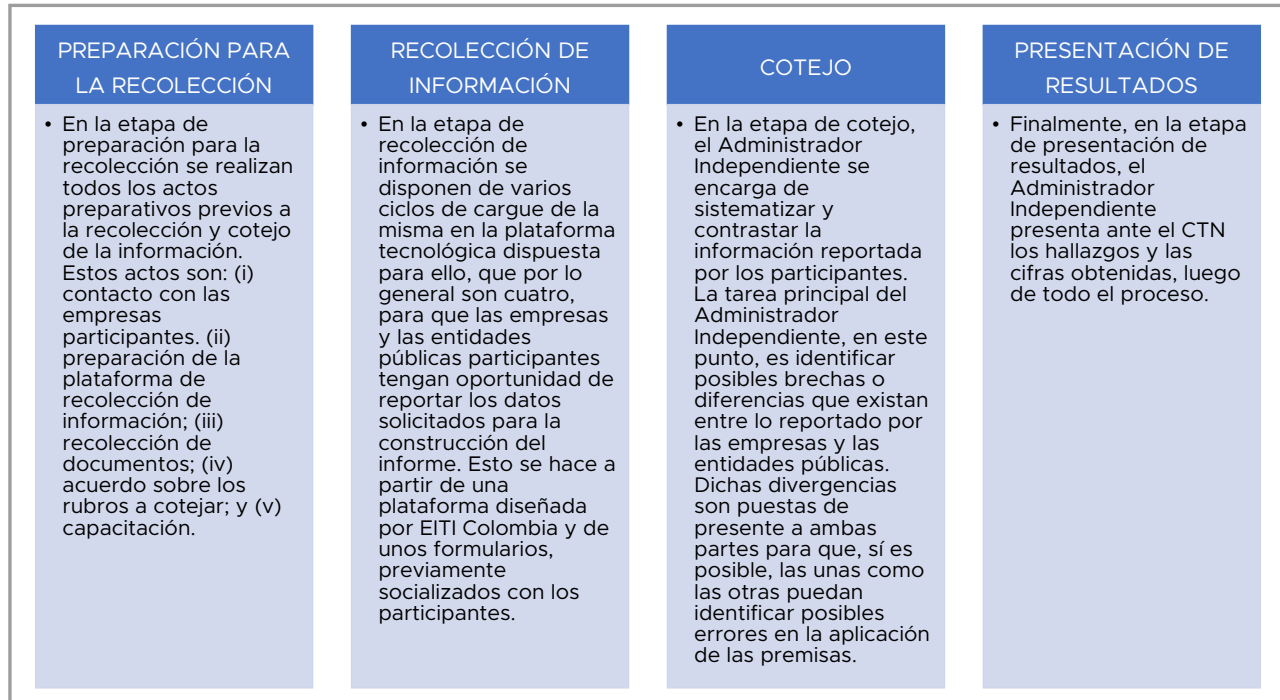 PREPARACIÓN PARA
LA RECOLECCIÓN
• En la etapa de
preparación para la
recolección se realizan
todos los actos
preparativos previos a
la recolección y cotejo
de la información.
Estos actos son: (i)
contacto con las
empresas
participantes. (ii)
preparación de la
plataforma de
recolección de
información; (iii)
recolección de
documentos; (iv)
acuerdo sobre los
rubros a cotejar; y (v)
capacitación.
RECOLECCIÓN DE
INFORMACIÓN
• En la etapa de
recolección de
información se
disponen de varios
ciclos de cargue de la
misma en la plataforma
tecnológica dispuesta
para ello, que por lo
general son cuatro,
para que las empresas
y las entidades
públicas participantes
tengan oportunidad de
reportar los datos
solicitados para la
construcción del
informe. Esto se hace a
partir de una
plataforma diseñada
por EITI Colombia y de
unos formularios,
previamente
socializados con los
participantes.
COTEJO
• En la etapa de cotejo,
el Administrador
Independiente se
encarga de
sistematizar y
contrastar la
información reportada
por los participantes.
La tarea principal del
Administrador
Independiente, en este
punto, es identificar
posibles brechas o
diferencias que existan
entre lo reportado por
las empresas y las
entidades públicas.
Dichas divergencias
son puestas de
presente a ambas
partes para que, sí es
posible, las unas como
las otras puedan
identificar posibles
errores en la aplicación
de las premisas.
PRESENTACIÓN DE
RESULTADOS
• Finalmente, en la etapa
de presentación de
resultados, el
Administrador
Independiente
presenta ante el CTN
los hallazgos y las
cifras obtenidas, luego
de todo el proceso.